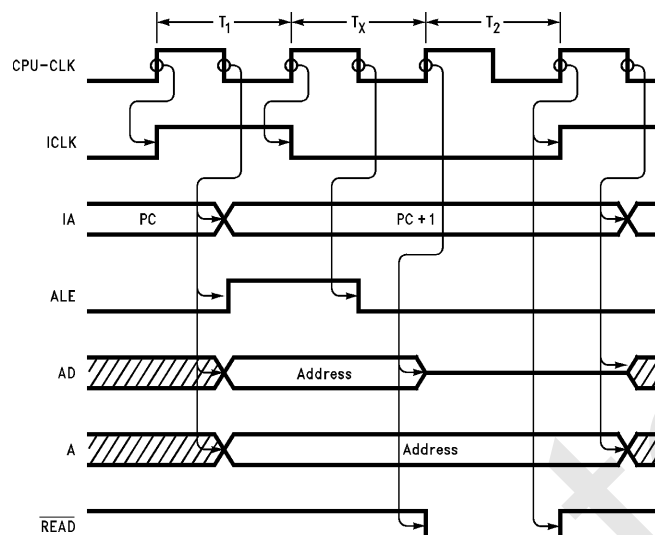 T1 TX T2
CPU-CLK
ICLK
IA PC PC + 1
ALE
AD Address
A Address
READ